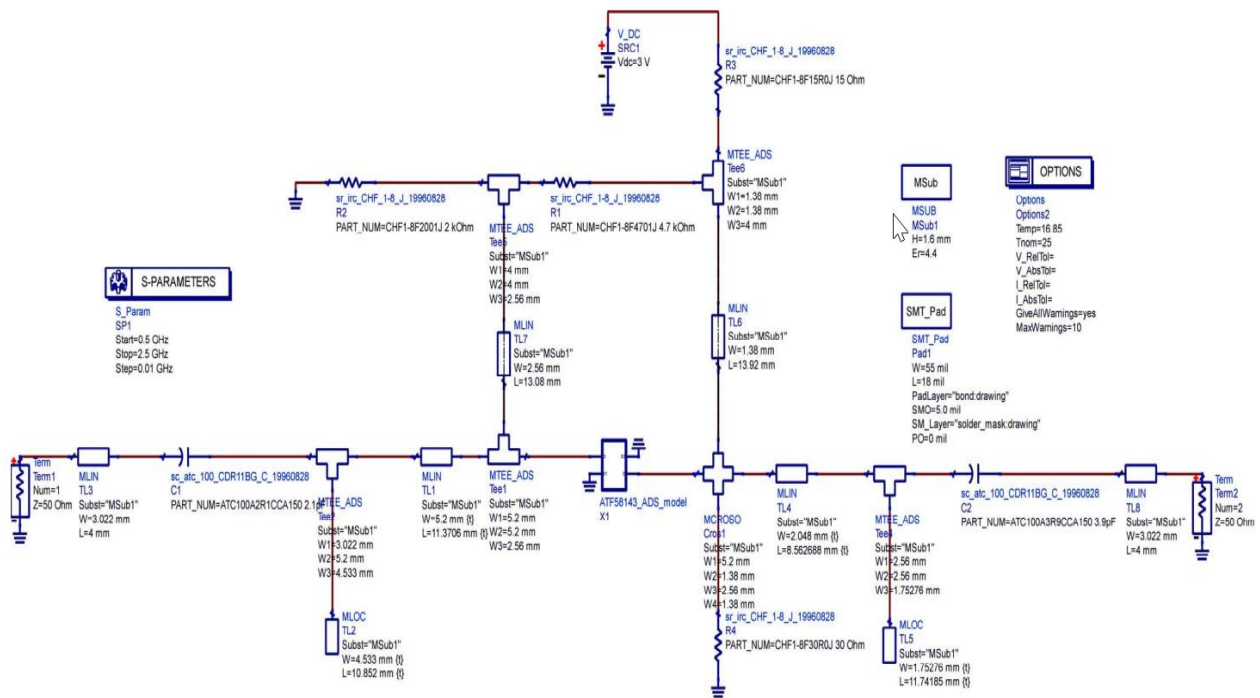 V_DC
SRC1
Vdc=3 V
sr_irc_CHF_1-8_J_19960828
R3
PART_NUM=CHF1-8F15R0J 15 Ohm
MTEE_ADS
Tee6
Subst="MSub1"
W1=1.38 mm
W2=1.38 mm
W3=4 mm
sr_irc_CHF_1-8_J_19960828
R2
PART_NUM=CHF1-8F2001J 2 kOhm
sr_irc_CHF_1-8_J_19960828
R1
PART_NUM=CHF1-8F4701J 4.7 kOhm
MTEE_ADS
Tee5
Subst="MSub1"
W1=4 mm
W2=4 mm
W3=2.56 mm
MSub
MSUB
MSub1
H=1.6 mm
Er=4.4
OPTIONS
Options
Options2
Temp=16.85
Tnom=25
V_RelTol=
V_AbsTol=
I_RelTol=
I_AbsTol=
GiveAllWarnings=yes
MaxWarnings=10
S-PARAMETERS
S_Param
SP1
Start=0.5 GHz
Stop=2.5 GHz
Step=0.01 GHz
MLIN
TL7
Subst="MSub1"
W=2.56 mm
L=13.08 mm
MLIN
TL6
Subst="MSub1"
W=1.38 mm
L=13.92 mm
SMT_Pad
SMT_Pad
Pad1
W=55 mil
L=18 mil
PadLayer="bond:drawing"
SMO=5.0 mil
SM_Layer="solder_mask:drawing"
PO=0 mil
Term
Term1
Num=1
Z=50 Ohm
MLIN
TL3
Subst="MSub1"
W=3.022 mm
L=4 mm
sc_atc_100_CDR11BG_C_19960828
C1
PART_NUM=ATC100A2R1CCA150 2.1pF
MTEE_ADS
Tee2
Subst="MSub1"
W1=3.022 mm
W2=5.2 mm
W3=4.533 mm
MLIN
TL1
Subst="MSub1"
W=5.2 mm {t}
L=11.3706 mm {t}
MTEE_ADS
Tee1
Subst="MSub1"
W1=5.2 mm
W2=5.2 mm
W3=2.56 mm
ATF58143_ADS_model
X1
MCROSO
Cros1
Subst="MSub1"
W1=5.2 mm
W2=1.38 mm
W3=2.56 mm
W4=1.38 mm
MLIN
TL4
Subst="MSub1"
W=2.048 mm {t}
L=8.562688 mm {t}
MTEE_ADS
Subst="MSub1"
W1=2.56 mm
W2=2.56 mm
W3=1.75276 mm
sc_atc_100_CDR11BG_C_19960828
C2
PART_NUM=ATC100A3R9CCA150 3.9pF
MLIN
TL8
Subst="MSub1"
W=3.022 mm
L=4 mm
Term
Term2
Num=2
Z=50 Ohm
MLOC
TL2
Subst="MSub1"
W=4.533 mm {t}
L=10.852 mm {t}
sr_irc_CHF_1-8_J_19960828
R4
PART_NUM=CHF1-8F30R0J 30 Ohm
MLOC
TL5
Subst="MSub1"
W=1.75276 mm {t}
L=11.74185 mm {t}